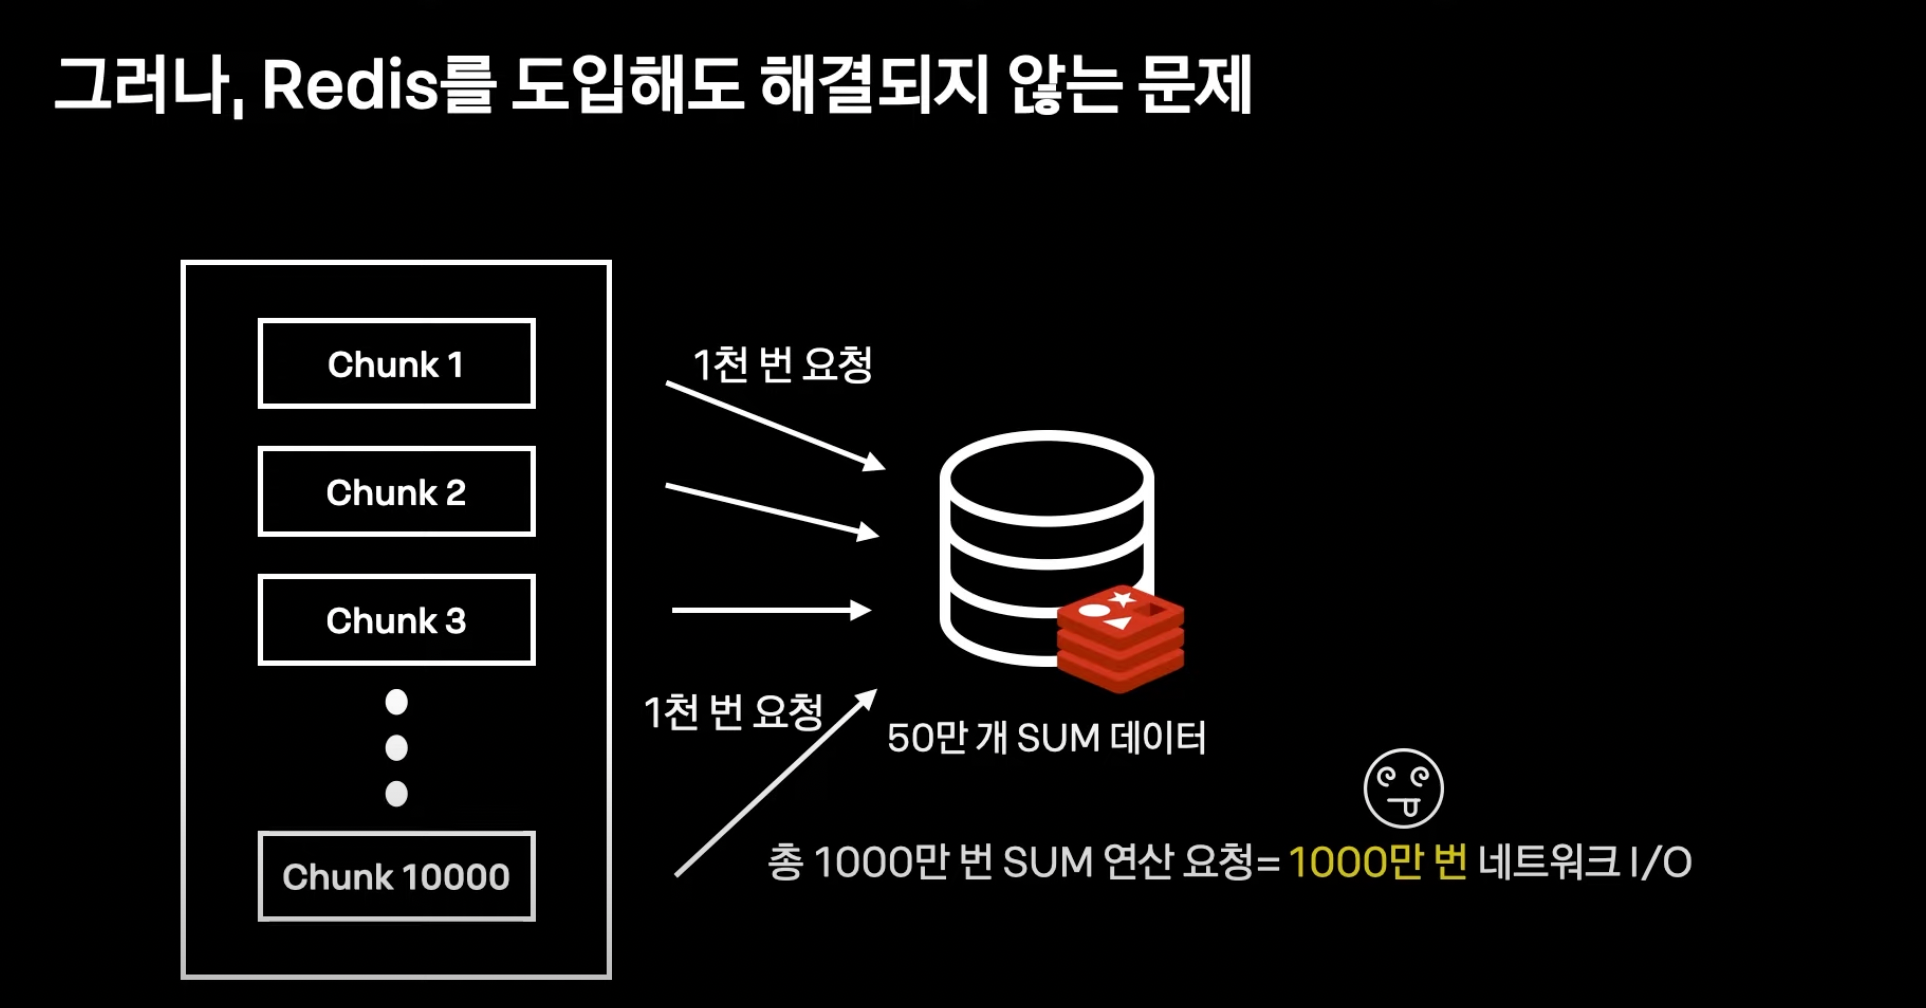 그러나, Redis를 도입해도 해결되지 않는 문제
Chunk 1
Chunk 2
Chunk 3
Chunk 10000
1천 번 요청
1천 번 요청
50만 개 SUM 데이터
총 1000만 번 SUM 연산 요청= 1000만 번 네트워크 I/O